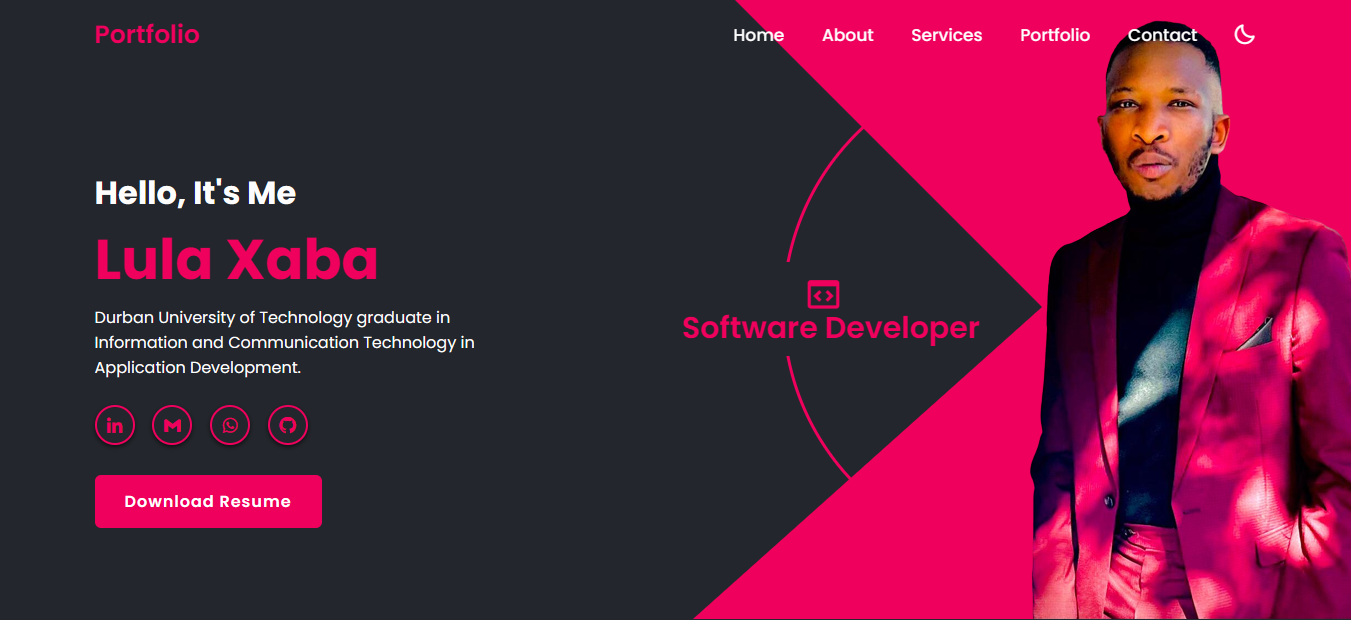 Portfolio
Home About Services Portfolio Contact
Hello, It's Me
Lula Xaba
Durban University of Technology graduate in
Information and Communication Technology in
Application Development.
Software Developer
Download Resume